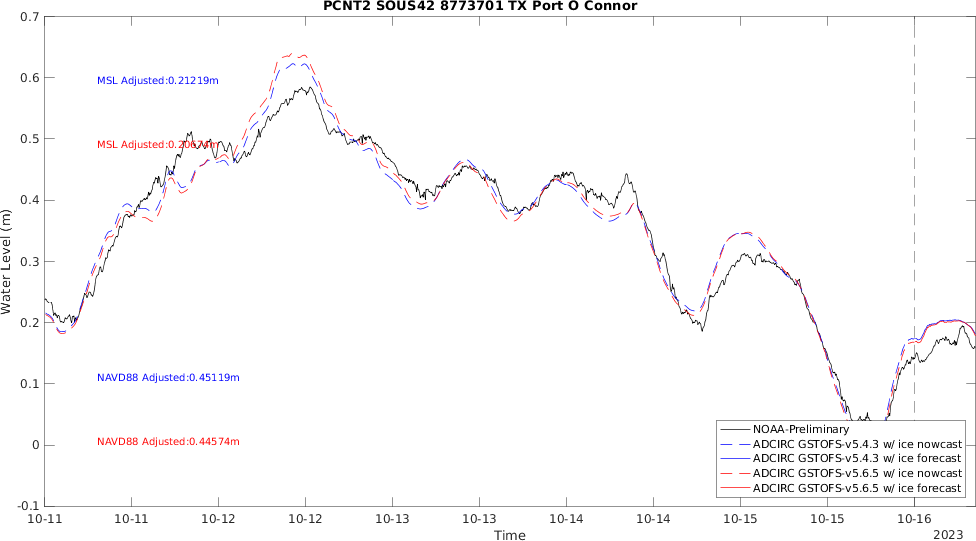 PCNT2 SOUS42 8773701 TX Port O Connor
0.7
0.6
0.5
0.4
0.3
0.2
0.1
0
-0.1
Water Level (m)
MSL Adjusted:0.21219m
MSL Adjusted:
NAVD88 Adjusted:0.45119m
NAVD88 Adjusted:0.44574m
NOAA-Preliminary
ADCIRC GSTOFS-v5.4.3 w/ ice nowcast
ADCIRC GSTOFS-v5.4.3 w/ ice forecast
ADCIRC GSTOFS-v5.6.5 w/ ice nowcast
ADCIRC GSTOFS-v5.6.5 w/ ice forecast
10-11 10-11 10-12 10-12 10-13 10-13 10-14 10-14 10-15 10-15 10-16
Time
2023